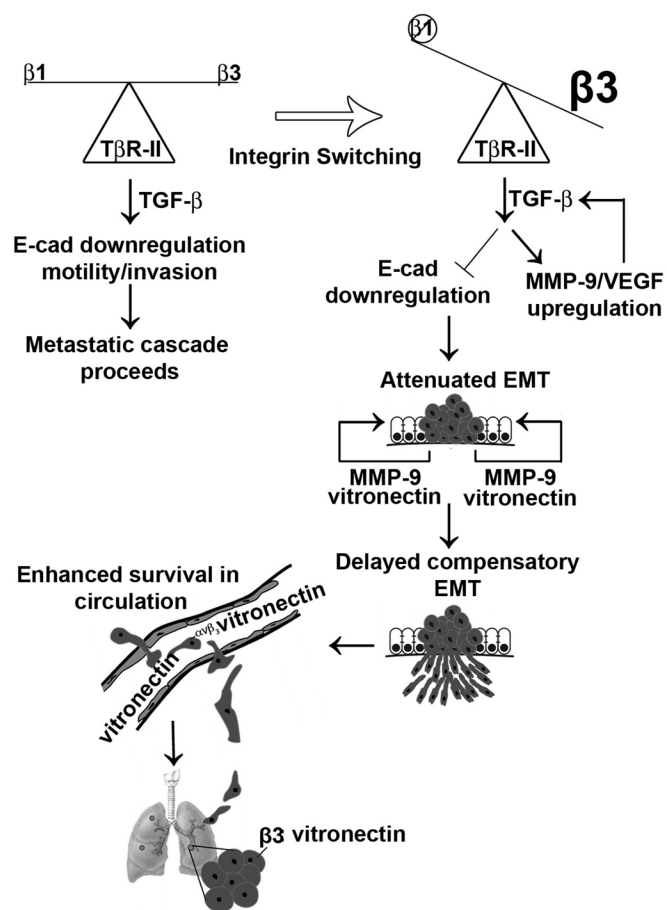 β1
β3
TβR-II
TGF-β
E-cad downregulation
motility/invasion
Metastatic cascade
proceeds
Integrin Switching
β1
β3
TβR-II
TGF-β
E-cad
downregulation
MMP-9/VEGF
upregulation
Attenuated EMT
MMP-9
vitronectin
MMP-9
vitronectin
Delayed compensatory
EMT
Enhanced survival in
circulation
αvβ3 vitronectin
vitronectin
β3 vitronectin